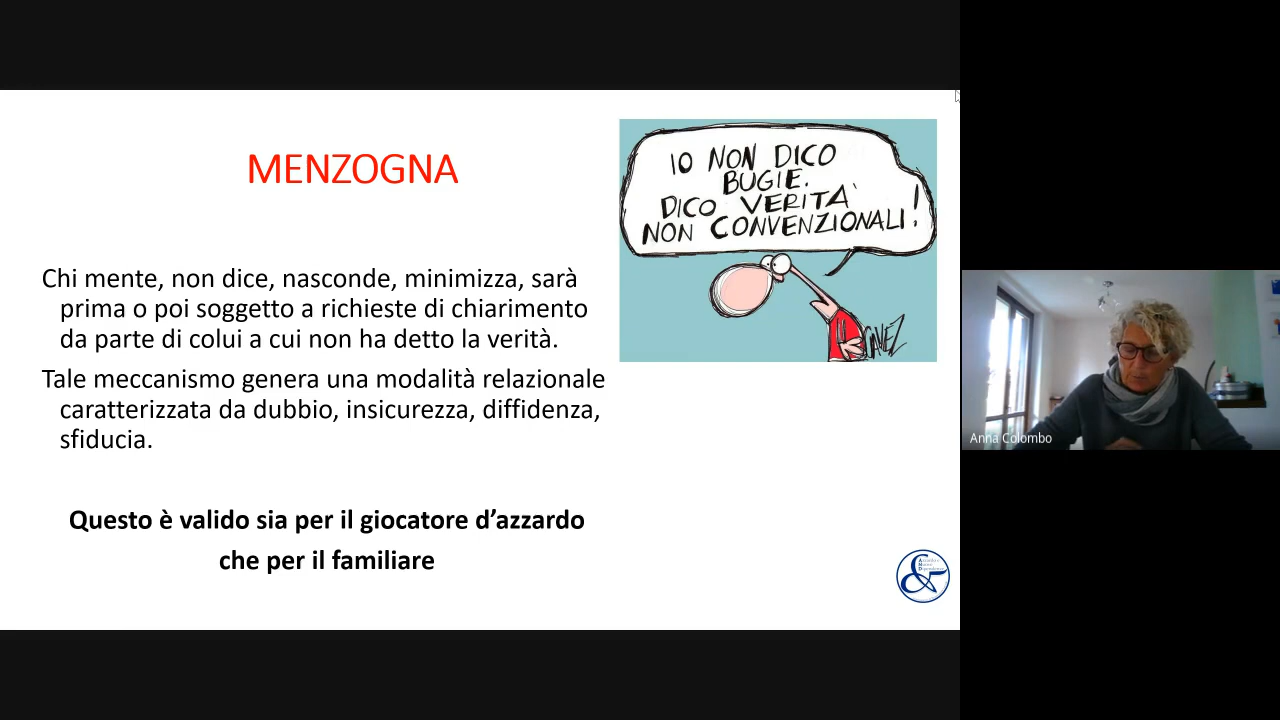 MENZOGNA
Chi mente, non dice, nasconde, minimizza, sarà
prima o poi soggetto a richieste di chiarimento
da parte di colui a cui non ha detto la verità.
Tale meccanismo genera una modalità relazionale
caratterizzata da dubbio, insicurezza, diffidenza,
sfiducia.
Questo è valido sia per il giocatore d’azzardo
che per il familiare
IO NON DICO
BUGIE.
DICO VERITÀ
NON CONVENZIONALI!
Anna Colombo